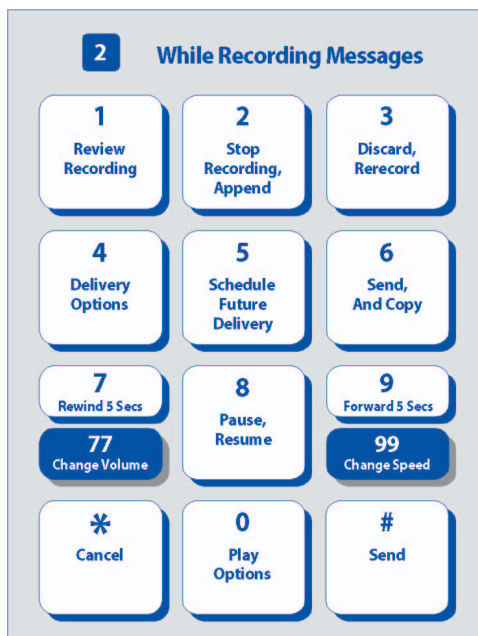 2 While Recording Messages
1
Review
Recording
2
Stop
Recording,
Append
3
Discard,
Rerecord
4
Delivery
Options
5
Schedule
Future
Delivery
6
Send,
And Copy
7
Rewind 5 Secs
77
Change Volume
8
Pause,
Resume
9
Forward 5 Secs
99
Change Speed
*
Cancel
0
Play
Options
#
Send